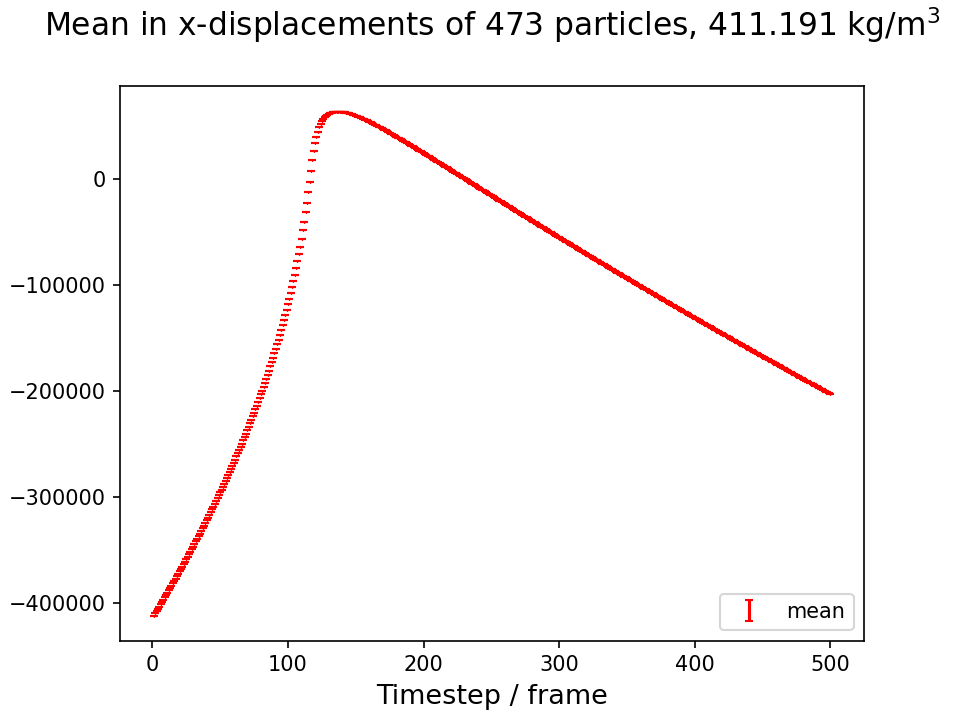 Mean in x-displacements of 473 particles, 411.191 kg/m³
0
−100000
−200000
−300000
−400000
0 100 200 300 400 500
mean
Timestep / frame